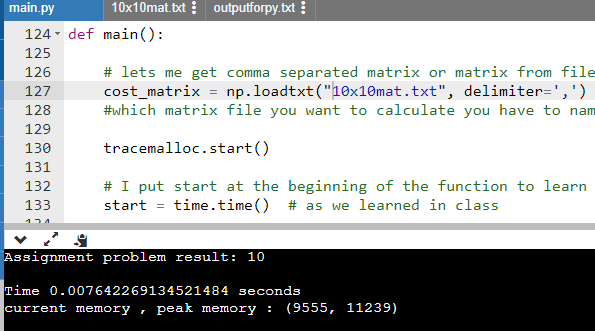 main.py 10x10mat.txt outputforpy.txt
124 def main():
125
126 # lets me get comma separated matrix or matrix from file
127 cost_matrix = np.loadtxt("10x10mat.txt", delimiter=',')
128 #which matrix file you want to calculate you have to nam
129
130 tracemalloc.start()
131
132 # I put start at the beginning of the function to learn
133 start = time.time() # as we learned in class
134
Assignment problem result: 10
Time 0.007642269134521484 seconds
current memory , peak memory : (9555, 11239)